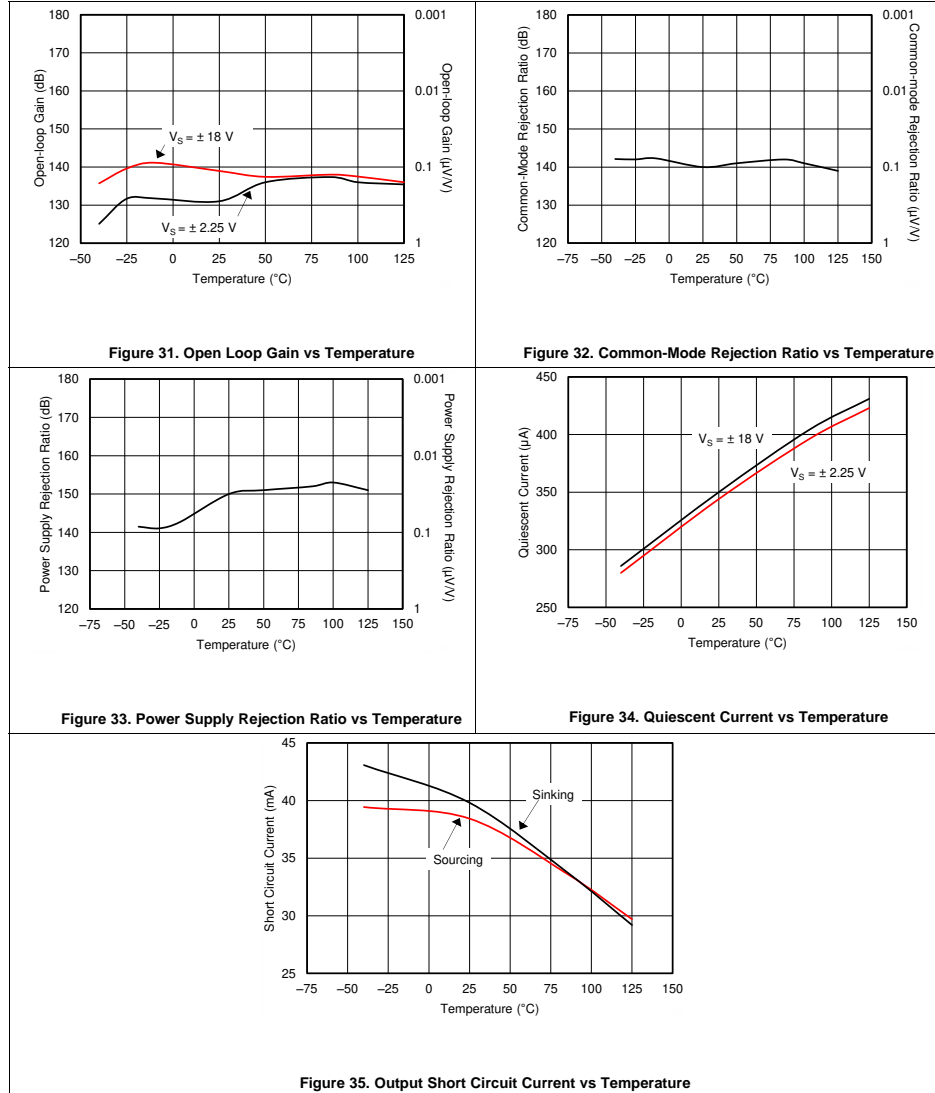 180
170
160
150
140
130
120
Open-loop Gain (dB)
0.001
0.01
0.1
1
Open-loop Gain (µV/V)
V_S = ± 18 V
V_S = ± 2.25 V
–50 –25 0 25 50 75 100 125
Temperature (°C)
Figure 31. Open Loop Gain vs Temperature
180
170
160
150
140
130
120
Common-Mode Rejection Ratio (dB)
0.001
0.01
0.1
1
Common-mode Rejection Ratio (µV/V)
–75 –50 –25 0 25 50 75 100 125 150
Temperature (°C)
Figure 32. Common-Mode Rejection Ratio vs Temperature
180
170
160
150
140
130
120
Power Supply Rejection Ratio (dB)
0.001
0.01
0.1
1
Power Supply Rejection Ratio (µV/V)
–75 –50 –25 0 25 50 75 100 125 150
Temperature (°C)
Figure 33. Power Supply Rejection Ratio vs Temperature
450
400
350
300
250
Quiescent Current (µA)
V_S = ± 18 V
V_S = ± 2.25 V
–75 –50 –25 0 25 50 75 100 125 150
Temperature (°C)
Figure 34. Quiescent Current vs Temperature
45
40
35
30
25
Short Circuit Current (mA)
Sinking
Sourcing
–75 –50 –25 0 25 50 75 100 125 150
Temperature (°C)
Figure 35. Output Short Circuit Current vs Temperature